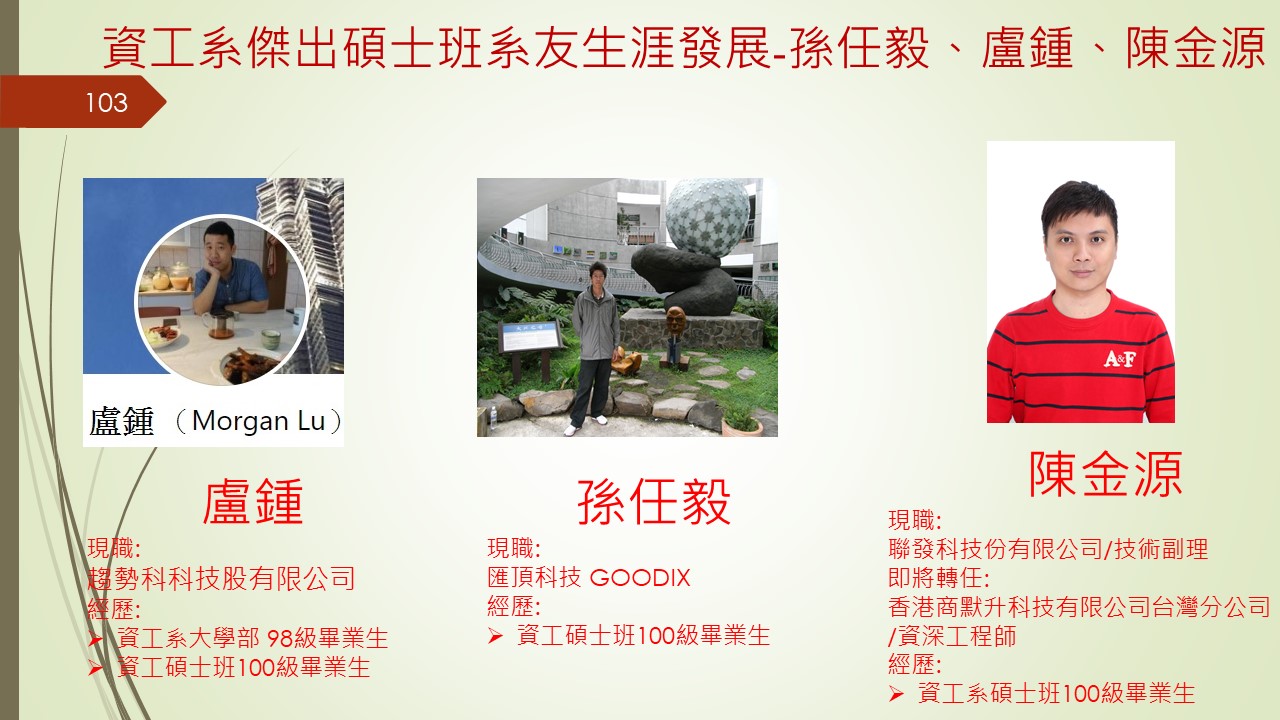 資工系傑出碩士班系友生涯發展-孫任毅、盧鍾、陳金源
103
盧鍾（Morgan Lu）
盧鍾
現職:
趨勢科科技股有限公司
經歷:
資工系大學部 98級畢業生
資工碩士班100級畢業生
孫任毅
現職:
匯頂科技 GOODIX
經歷:
資工碩士班100級畢業生
A&F
陳金源
現職:
聯發科技份有限公司/技術副理
即將轉任:
香港商默升科技有限公司台灣分公司
/資深工程師
經歷:
資工系碩士班100級畢業生